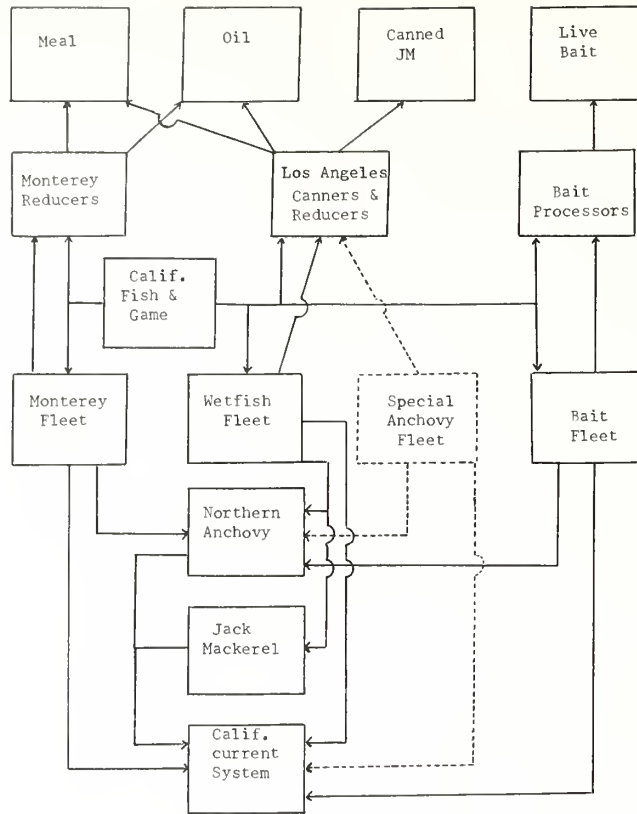 Meal
Oil
Canned
JM
Live
Bait
Monterey
Reducers
Los Angeles
Canners &
Reducers
Bait
Processors
Calif.
Fish &
Game
Monterey
Fleet
Wetfish
Fleet
Special
Anchovy
Fleet
Bait
Fleet
Northern
Anchovy
Jack
Mackerel
Calif.
current
System